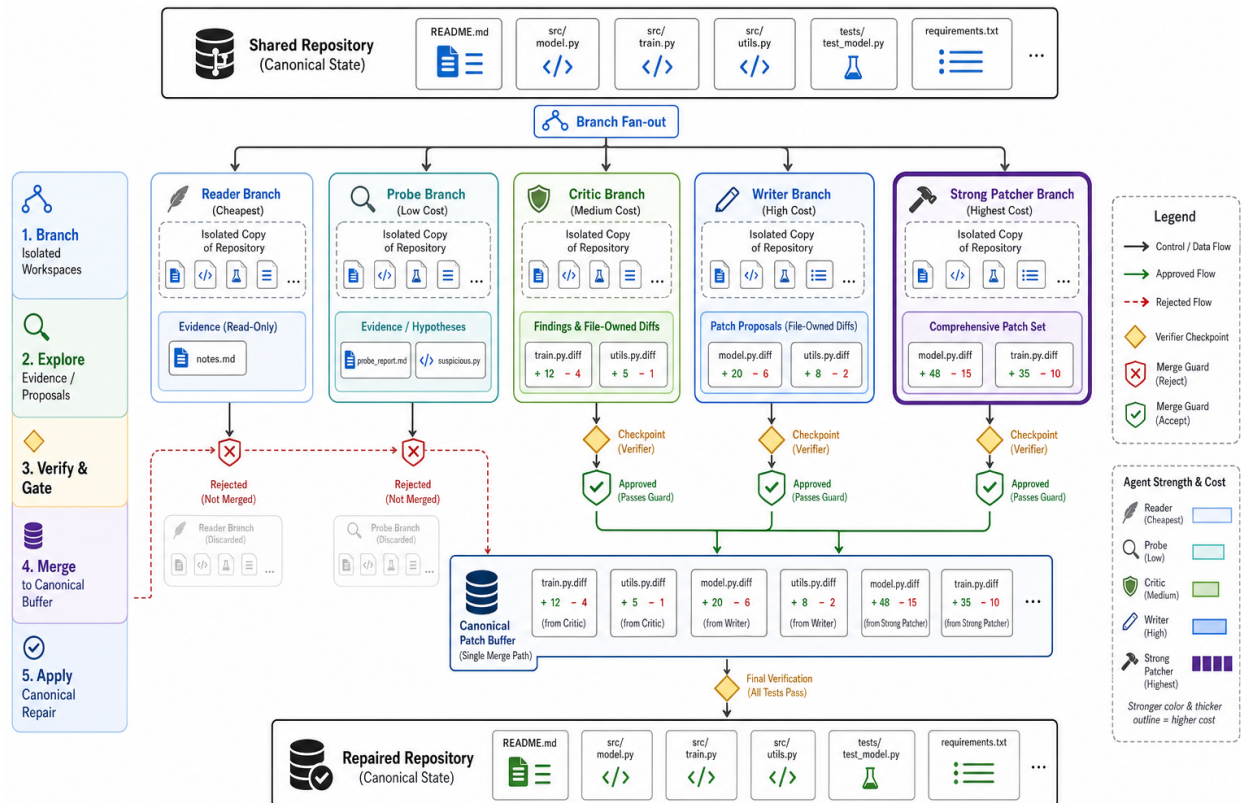 Shared Repository
(Canonical State)
README.md
src/
model.py
src/
train.py
src/
utils.py
tests/
test_model.py
requirements.txt
...
Branch Fan-out
1. Branch
Isolated
Workspaces
2. Explore
Evidence /
Proposals
3. Verify &
Gate
4. Merge
to Canonical
Buffer
5. Apply
Canonical
Repair
Reader Branch
(Cheapest)
Isolated Copy
of Repository
...
Evidence (Read-Only)
notes.md
Probe Branch
(Low Cost)
Isolated Copy
of Repository
...
Evidence / Hypotheses
probe_report.md
suspicious.py
Critic Branch
(Medium Cost)
Isolated Copy
of Repository
...
Findings & File-Owned Diffs
train.py.diff
+ 12 − 4
utils.py.diff
+ 5 − 1
Writer Branch
(High Cost)
Isolated Copy
of Repository
...
Patch Proposals (File-Owned Diffs)
model.py.diff
+ 20 − 6
utils.py.diff
+ 8 − 2
Strong Patcher Branch
(Highest Cost)
Isolated Copy
of Repository
...
Comprehensive Patch Set
model.py.diff
+ 48 − 15
train.py.diff
+ 35 − 10
Rejected
(Not Merged)
Rejected
(Not Merged)
Checkpoint
(Verifier)
Approved
(Passes Guard)
Checkpoint
(Verifier)
Approved
(Passes Guard)
Checkpoint
(Verifier)
Approved
(Passes Guard)
Reader Branch
(Discarded)
...
Probe Branch
(Discarded)
...
Canonical
Patch Buffer
(Single Merge Path)
train.py.diff
+ 12 − 4
(from Critic)
utils.py.diff
+ 5 − 1
(from Critic)
model.py.diff
+ 20 − 6
(from Writer)
utils.py.diff
+ 8 − 2
(from Writer)
model.py.diff
+ 48 − 15
(from Strong Patcher)
train.py.diff
+ 35 − 10
(from Strong Patcher)
...
Final Verification
(All Tests Pass)
Repaired Repository
(Canonical State)
README.md
src/
model.py
src/
train.py
src/
utils.py
tests/
test_model.py
requirements.txt
...
Legend
Control / Data Flow
Approved Flow
Rejected Flow
Verifier Checkpoint
Merge Guard
(Reject)
Merge Guard
(Accept)
Agent Strength & Cost
Reader
(Cheapest)
Probe
(Low)
Critic
(Medium)
Writer
(High)
Strong
Patcher
(Highest)
Stronger color & thicker
outline = higher cost